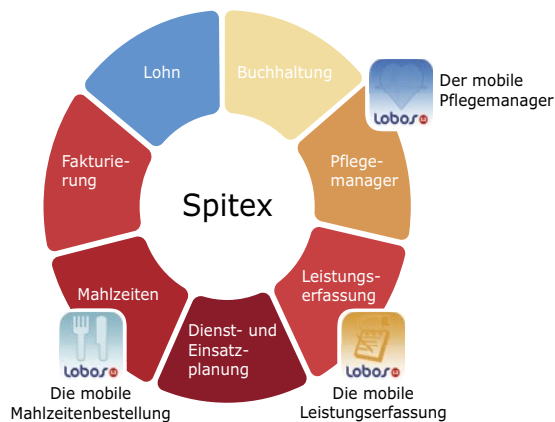 Lohn
Buchhaltung
Lobos
Der mobile
Pflegemanager
Fakturie-
rung
Spitex
Pflege-
manager
Mahlzeiten
Leistungs-
erfassung
Dienst- und
Einsatz-
planung
Lobos
Lobos
Die mobile
Mahlzeitenbestellung
Die mobile
Leistungserfassung